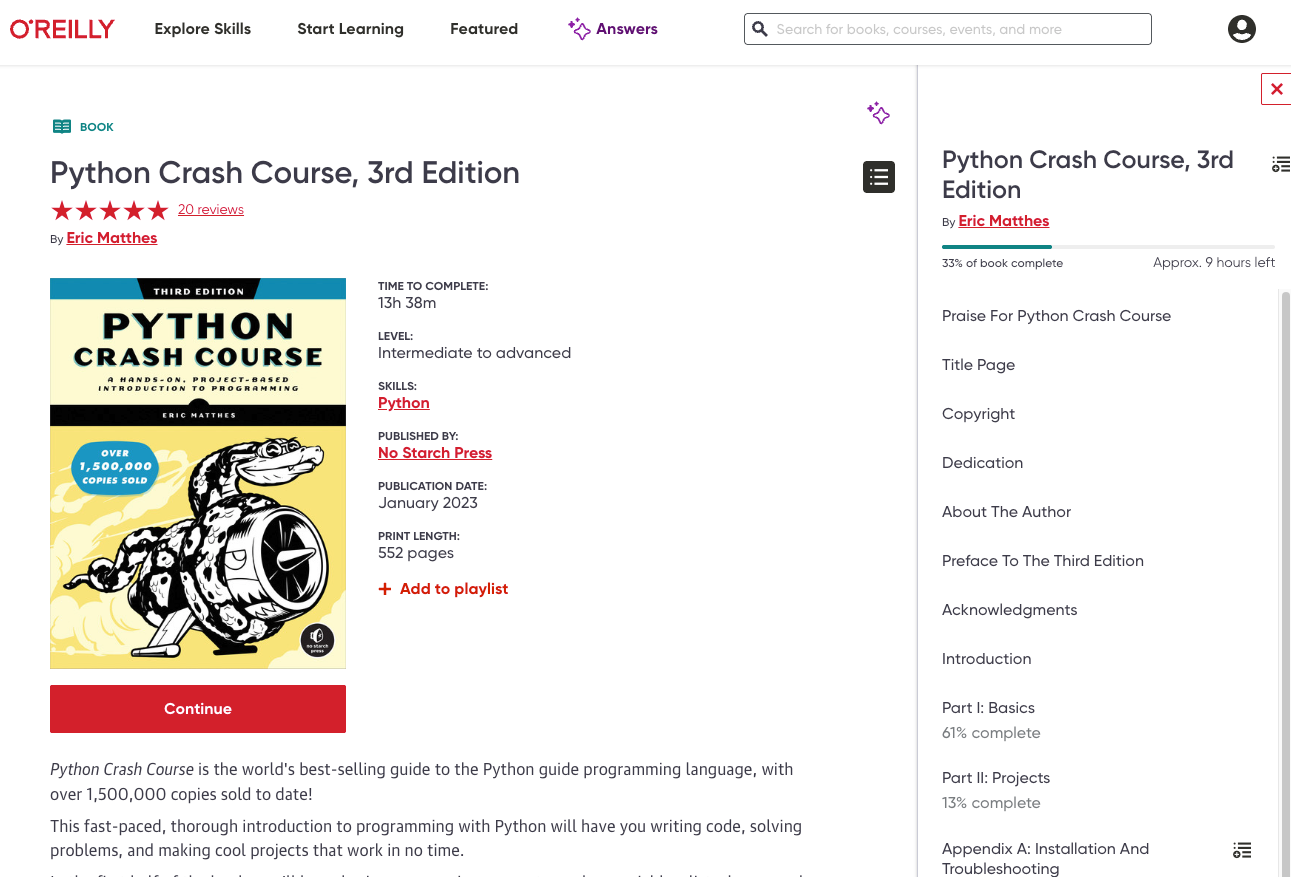 O'REILLY
Explore Skills
Start Learning
Featured
Answers
Search for books, courses, events, and more
BOOK
Python Crash Course, 3rd Edition
20 reviews
By Eric Matthes
THIRD EDITION
PYTHON
CRASH COURSE
A HANDS-ON, PROJECT-BASED
INTRODUCTION TO PROGRAMMING
ERIC MATTHES
OVER
1,500,000
COPIES SOLD
no starch
press
TIME TO COMPLETE:
13h 38m
LEVEL:
Intermediate to advanced
SKILLS:
Python
PUBLISHED BY:
No Starch Press
PUBLICATION DATE:
January 2023
PRINT LENGTH:
552 pages
+ Add to playlist
Continue
Python Crash Course is the world's best-selling guide to the Python guide programming language, with
over 1,500,000 copies sold to date!
This fast-paced, thorough introduction to programming with Python will have you writing code, solving
problems, and making cool projects that work in no time.
Python Crash Course, 3rd
Edition
By Eric Matthes
33% of book complete
Approx. 9 hours left
Praise For Python Crash Course
Title Page
Copyright
Dedication
About The Author
Preface To The Third Edition
Acknowledgments
Introduction
Part I: Basics
61% complete
Part II: Projects
13% complete
Appendix A: Installation And
Troubleshooting